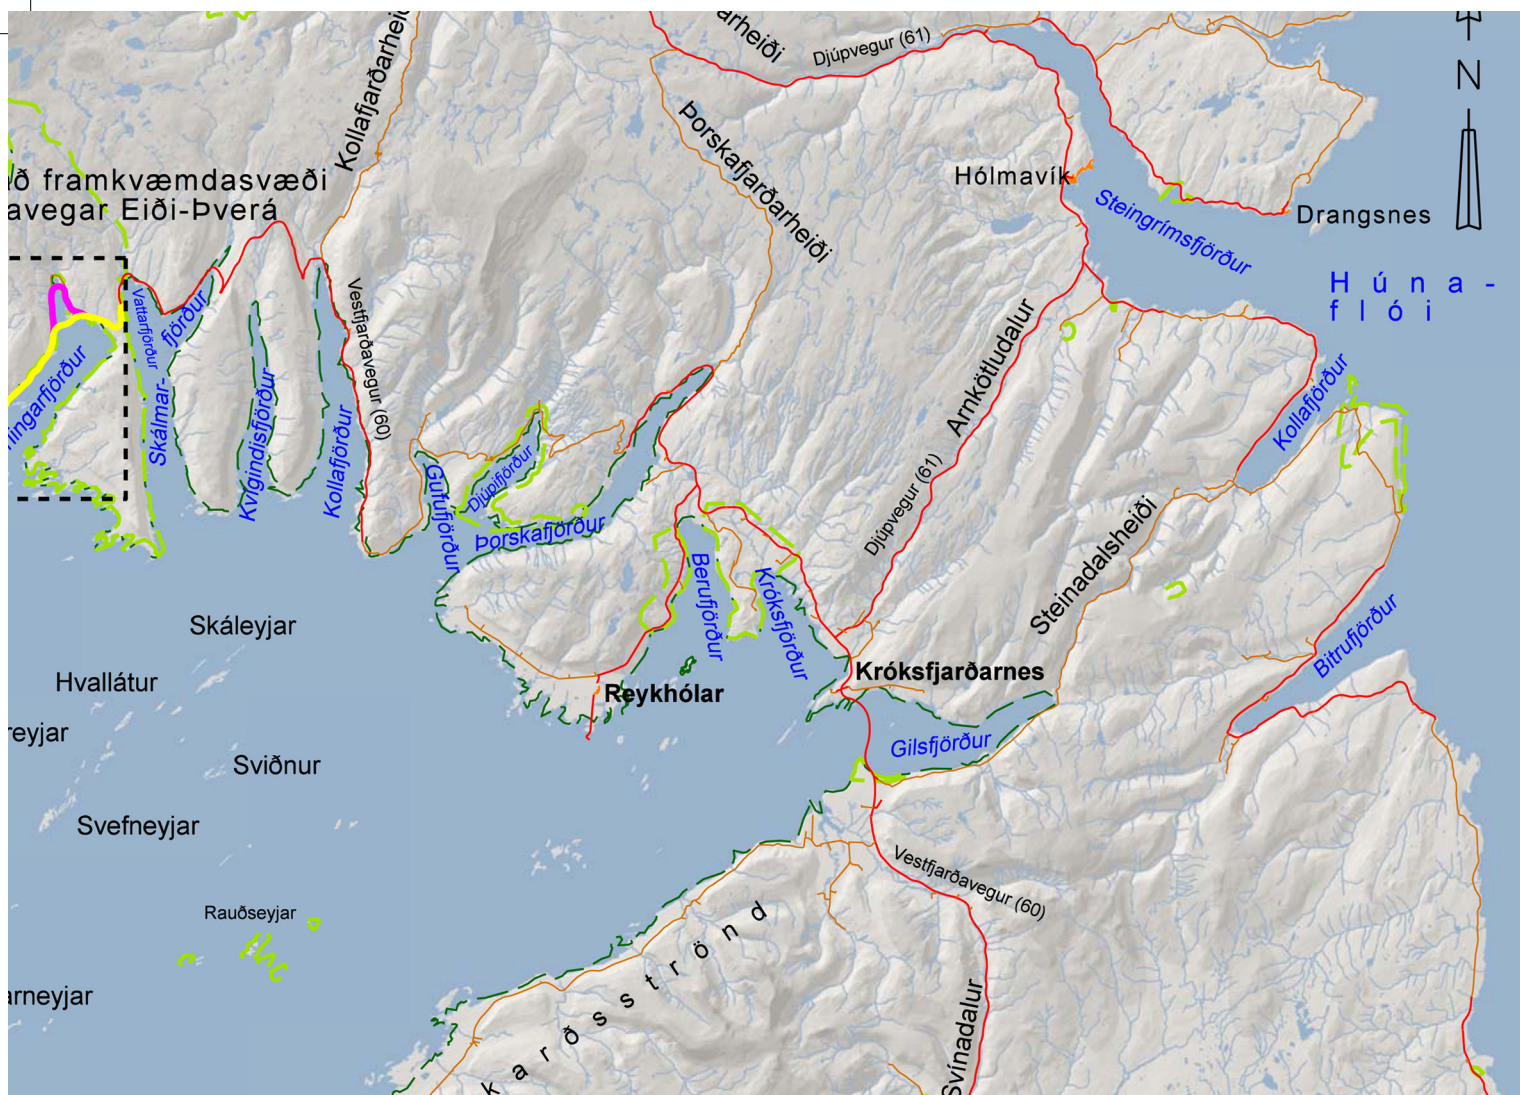 Kollafjarðarheiði
arheiði
Djúpvegur (61)
N
Þorskafjarðarheiði
ið framkvæmdasvæði
avegar Eiði-Þverá
Hólmavík
Steingrímsfjörður
Drangsnes
Húna-
flói
Vattarfjörður
fjörður
Skálmar-
Vestfjarðavegur (60)
lingarfjörður
Kvígindisfjörður
Kollafjörður
Arnkötludalur
Kollafjörður
Gufufjörður
Djúpifjörður
Þorskafjörður
Djúpvegur (61)
Steinadalsheiði
Berufjörður
Króksfjörður
Bitrufjörður
Skáleyjar
Hvallátur
Króksfjarðarnes
Reykhólar
reyjar
Gilsfjörður
Sviðnur
Svefneyjar
Vestfjarðavegur (60)
Rauðseyjar
karðsströnd
arneyjar
Svínadalur